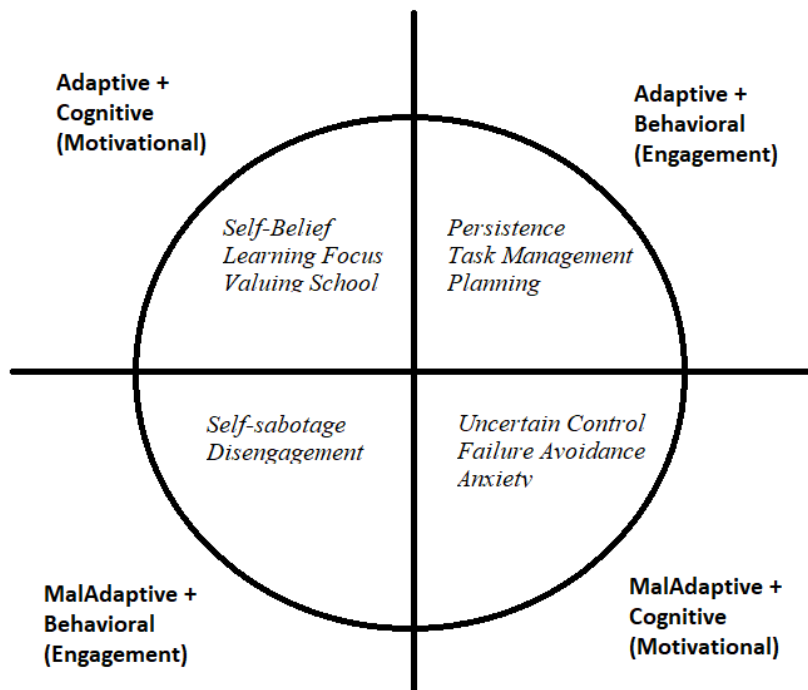 Adaptive +
Cognitive
(Motivational)
Adaptive +
Behavioral
(Engagement)
Self-Belief
Learning Focus
Valuing School
Persistence
Task Management
Planning
Self-sabotage
Disengagement
Uncertain Control
Failure Avoidance
Anxiety
MalAdaptive +
Behavioral
(Engagement)
MalAdaptive +
Cognitive
(Motivational)